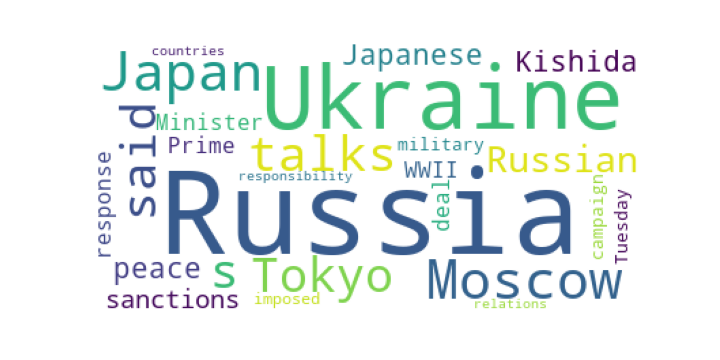 countries
Japan
Ukraine
Japanese
Kishida
said
Minister
Prime
talks
military
Russian
response
responsibility
WWII
Russia
deal
campaign
Tuesday
peace
s
Tokyo
Moscow
sanctions
imposed
relations